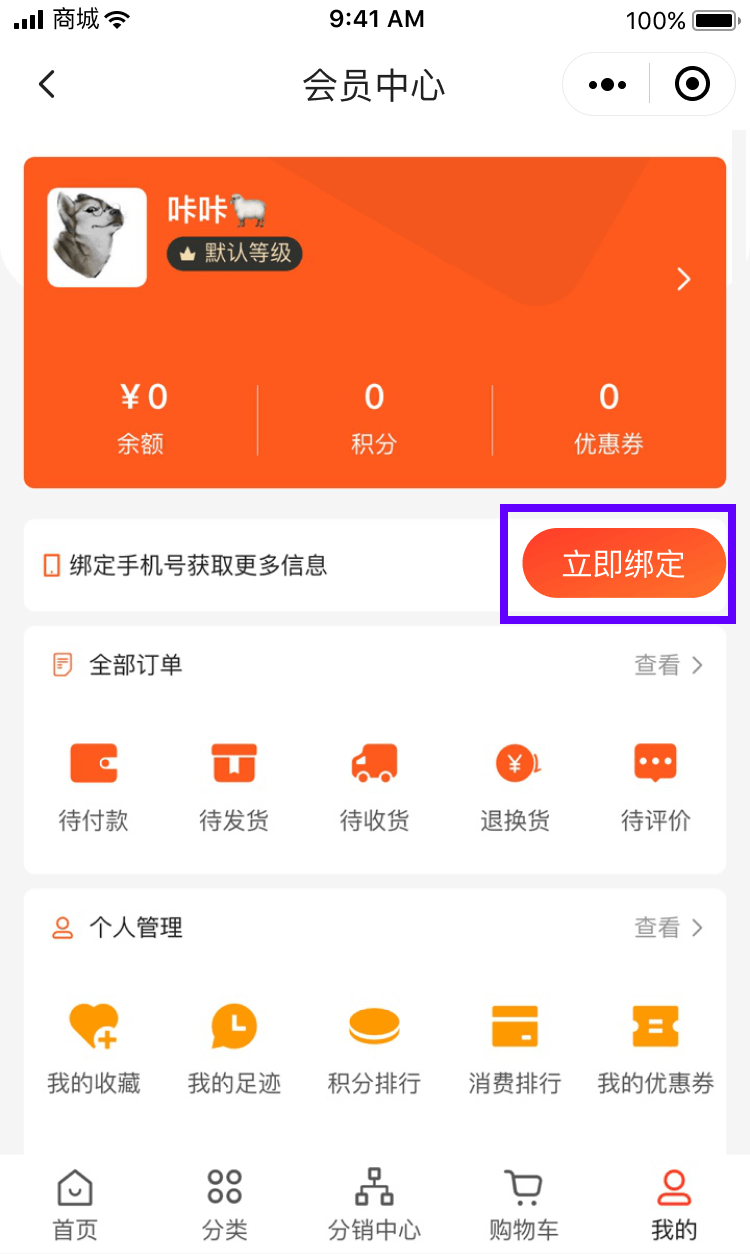 商城 9:41 AM 100%
会员中心
咔咔🐑
默认等级
¥0 0 0
余额 积分 优惠券
绑定手机号获取更多信息 立即绑定
全部订单 查看
待付款 待发货 待收货 退换货 待评价
个人管理 查看
我的收藏 我的足迹 积分排行 消费排行 我的优惠券
首页 分类 分销中心 购物车 我的